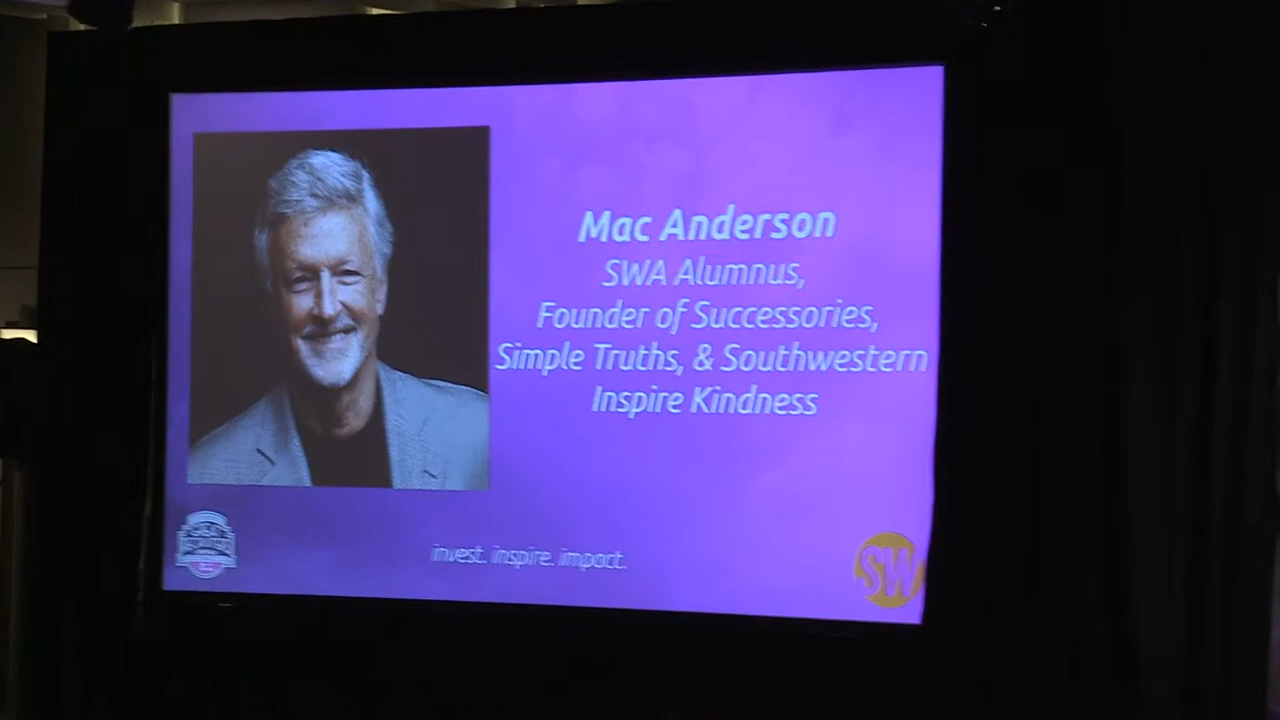 Mac Anderson
SWA Alumnus,
Founder of Successories,
Simple Truths, & Southwestern
Inspire Kindness
invest. inspire. impact.
SW